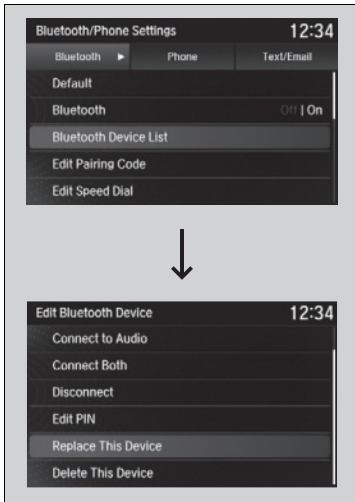 Bluetooth/Phone Settings 12:34
Bluetooth ▶ Phone Text/Email
Default
Bluetooth Off | On
Bluetooth Device List
Edit Pairing Code
Edit Speed Dial
Edit Bluetooth Device 12:34
Connect to Audio
Connect Both
Disconnect
Edit PIN
Replace This Device
Delete This Device